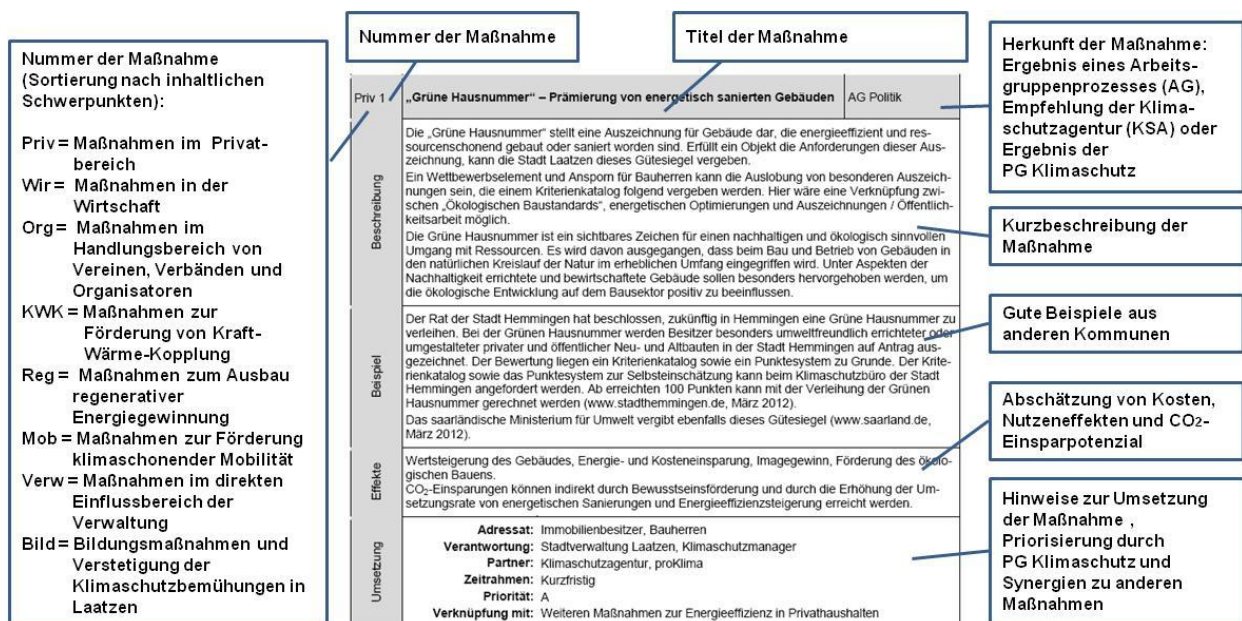 Nummer der Maßnahme
(Sortierung nach inhaltlichen
Schwerpunkten):
Priv = Maßnahmen im Privat-
bereich
Wir = Maßnahmen in der
Wirtschaft
Org = Maßnahmen im
Handlungsbereich von
Vereinen, Verbänden und
Organisatoren
KWK = Maßnahmen zur
Förderung von Kraft-
Wärme-Kopplung
Reg = Maßnahmen zum Ausbau
regenerativer
Energiegewinnung
Mob = Maßnahmen zur Förderung
klimaschonender Mobilität
Verw = Maßnahmen im direkten
Einflussbereich der
Verwaltung
Bild = Bildungsmaßnahmen und
Verstetigung der
Klimaschutzbemühungen in
Laatzen
Nummer der Maßnahme
Titel der Maßnahme
Priv 1
„Grüne Hausnummer“ – Prämierung von energetisch sanierten Gebäuden
AG Politik
Beschreibung
Die „Grüne Hausnummer“ stellt eine Auszeichnung für Gebäude dar, die energieeffizient und res-
sourcenschonend gebaut oder saniert worden sind. Erfüllt ein Objekt die Anforderungen dieser Aus-
zeichnung, kann die Stadt Laatzen dieses Gütesiegel vergeben.
Ein Wettbewerbselement und Ansporn für Bauherren kann die Auslobung von besonderen Auszeich-
nungen sein, die einem Kriterienkatalog folgend vergeben werden. Hier wäre eine Verknüpfung zwi-
schen „Ökologischen Baustandards“, energetischen Optimierungen und Auszeichnungen / Öffentlich-
keitsarbeit möglich.
Die Grüne Hausnummer ist ein sichtbares Zeichen für einen nachhaltigen und ökologisch sinnvollen
Umgang mit Ressourcen. Es wird davon ausgegangen, dass beim Bau und Betrieb von Gebäuden in
den natürlichen Kreislauf der Natur im erheblichen Umfang eingegriffen wird. Unter Aspekten der
Nachhaltigkeit errichtete und bewirtschaftete Gebäude sollen besonders hervorgehoben werden, um
die ökologische Entwicklung auf dem Bausektor positiv zu beeinflussen.
Beispiel
Der Rat der Stadt Hemmingen hat beschlossen, zukünftig in Hemmingen eine Grüne Hausnummer zu
verleihen. Bei der Grünen Hausnummer werden Besitzer besonders umweltfreundlich errichteter oder
umgestalteter privater und öffentlicher Neu- und Altbauten in der Stadt Hemmingen auf Antrag aus-
gezeichnet. Der Bewertung liegen ein Kriterienkatalog sowie ein Punktesystem zu Grunde. Der Krite-
rienkatalog sowie das Punktesystem zur Selbsteinschätzung kann beim Klimaschutzbüro der Stadt
Hemmingen angefordert werden. Ab erreichten 100 Punkten kann mit der Verleihung der Grünen
Hausnummer gerechnet werden (www.stadthemmingen.de, März 2012).
Das saarländische Ministerium für Umwelt vergibt ebenfalls dieses Gütesiegel (www.saarland.de,
März 2012).
Effekte
Wertsteigerung des Gebäudes, Energie- und Kosteneinsparung, Imagegewinn, Förderung des ökolo-
gischen Bauens.
CO2-Einsparungen können indirekt durch Bewusstseinsförderung und durch die Erhöhung der Um-
setzungsrate von energetischen Sanierungen und Energieeffizienzsteigerung erreicht werden.
Umsetzung
Adressat: Immobilienbesitzer, Bauherren
Verantwortung: Stadtverwaltung Laatzen, Klimaschutzmanager
Partner: Klimaschutzagentur, proKlima
Zeitrahmen: Kurzfristig
Priorität: A
Verknüpfung mit: Weiteren Maßnahmen zur Energieeffizienz in Privathaushalten
Herkunft der Maßnahme:
Ergebnis eines Arbeits-
gruppenprozesses (AG),
Empfehlung der Klima-
schutzagentur (KSA) oder
Ergebnis der
PG Klimaschutz
Kurzbeschreibung der
Maßnahme
Gute Beispiele aus
anderen Kommunen
Abschätzung von Kosten,
Nutzeneffekten und CO2-
Einsparpotenzial
Hinweise zur Umsetzung
der Maßnahme ,
Priorisierung durch
PG Klimaschutz und
Synergien zu anderen
Maßnahmen